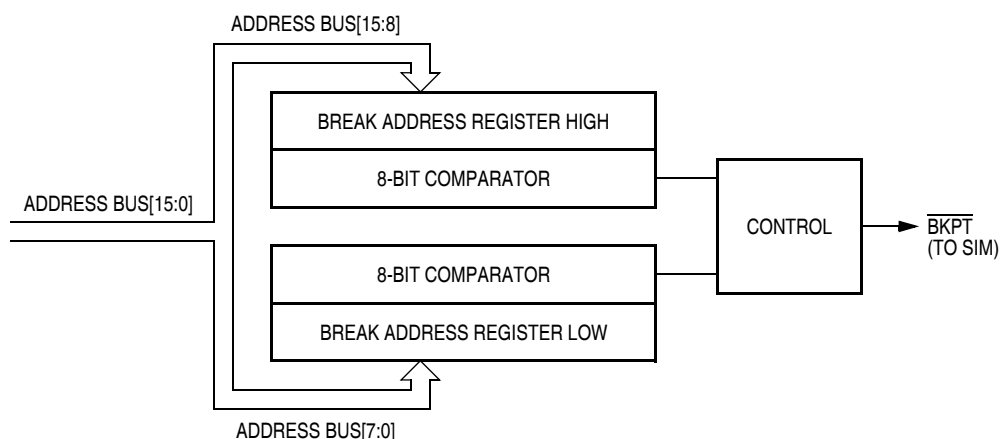 ADDRESS BUS[15:8]
BREAK ADDRESS REGISTER HIGH
8-BIT COMPARATOR
ADDRESS BUS[15:0]
CONTROL
BKPT
(TO SIM)
8-BIT COMPARATOR
BREAK ADDRESS REGISTER LOW
ADDRESS BUS[7:0]